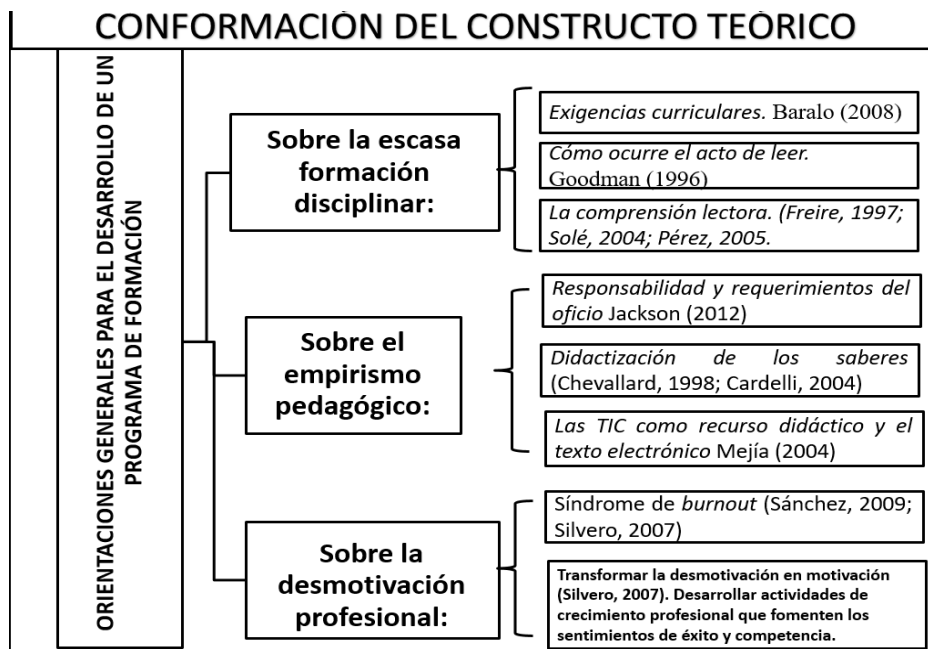 CONFORMACIÓN DEL CONSTRUCTO TEÓRICO
ORIENTACIONES GENERALES PARA EL DESARROLLO DE UN
PROGRAMA DE FORMACIÓN
Sobre la escasa
formación
disciplinar:
Exigencias curriculares. Baralo (2008)
Cómo ocurre el acto de leer.
Goodman (1996)
La comprensión lectora. (Freire, 1997;
Solé, 2004; Pérez, 2005.
Sobre el
empirismo
pedagógico:
Responsabilidad y requerimientos del
oficio Jackson (2012)
Didactización de los saberes
(Chevallard, 1998; Cardelli, 2004)
Las TIC como recurso didáctico y el
texto electrónico Mejía (2004)
Sobre la
desmotivación
profesional:
Síndrome de burnout (Sánchez, 2009;
Silvero, 2007)
Transformar la desmotivación en motivación
(Silvero, 2007). Desarrollar actividades de
crecimiento profesional que fomenten los
sentimientos de éxito y competencia.